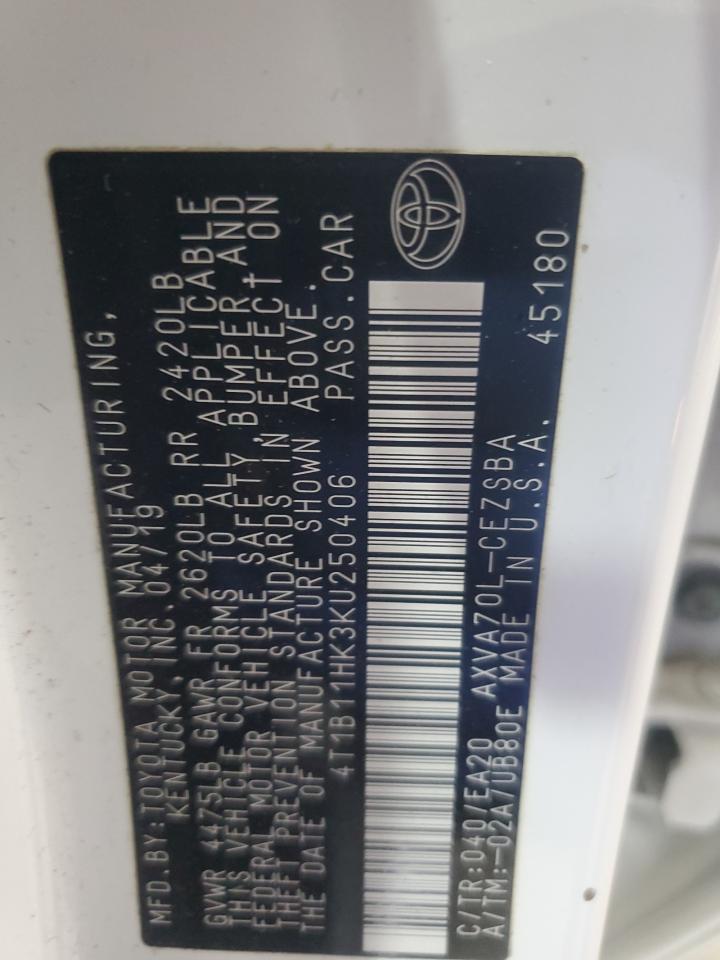 MFD.BY:TOYOTA MOTOR MANUFACTURING,
KENTUCKY, INC.04/19
GVWR 4475LB GAWR FR 2620LB RR 2420LB
THIS VEHICLE CONFORMS TO ALL APPLICABLE
FEDERAL MOTOR VEHICLE SAFETY,BUMPER,AND
THEFT PREVENTION STANDARDS IN EFFECT ON
THE DATE OF MANUFACTURE SHOWN ABOVE.
4T1B11HK3KU250406 PASS.CAR
C/TR:040/EA20 AXVA70L-CEZSBA
A/TM:-02A/UB80E MADE IN U.S.A. 45180